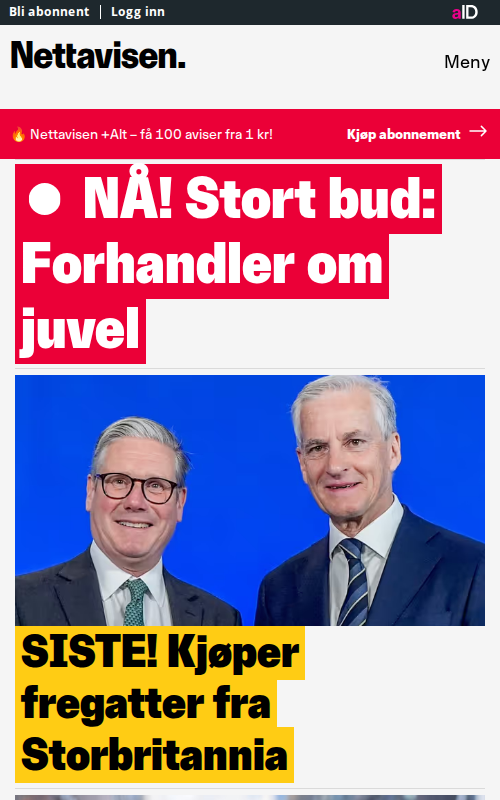 Bli abonnent | Logg inn
aID
Nettavisen.
Meny
🔥 Nettavisen +Alt – få 100 aviser fra 1 kr!
Kjøp abonnement →
● NÅ! Stort bud:
Forhandler om
juvel
SISTE! Kjøper
fregatter fra
Storbritannia